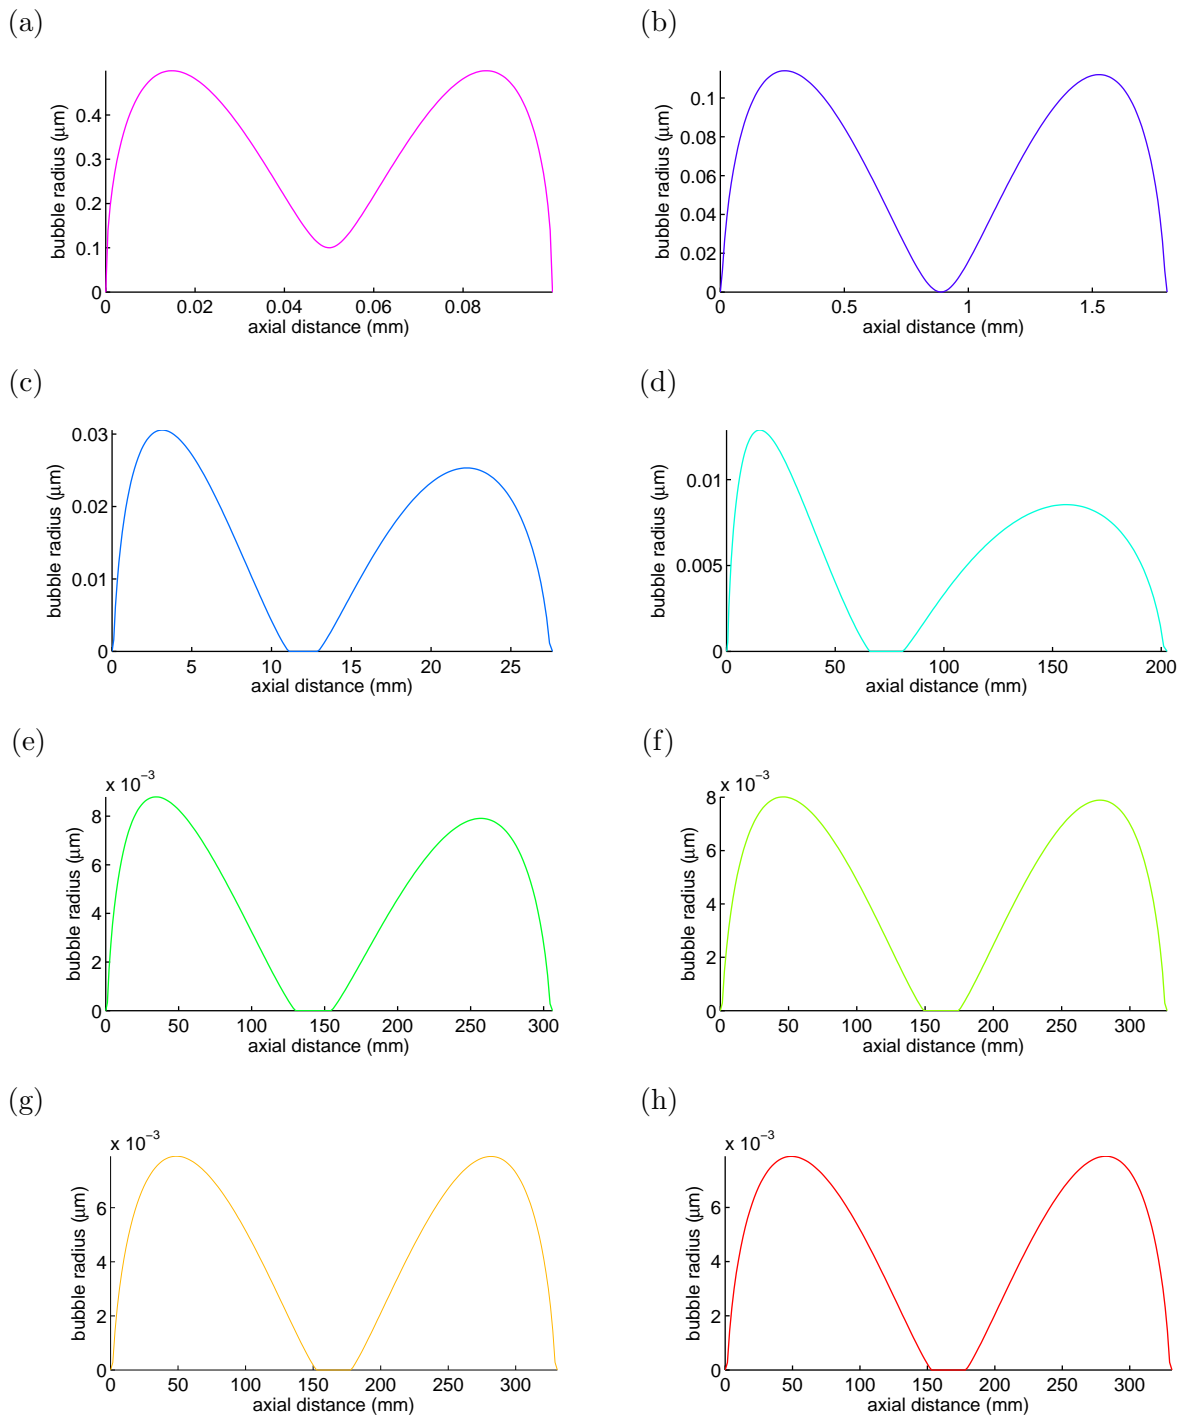 (a)
bubble radius (μm)
0.4
0.3
0.2
0.1
0
0 0.02 0.04 0.06 0.08
axial distance (mm)
(b)
bubble radius (μm)
0.1
0.08
0.06
0.04
0.02
0
0 0.5 1 1.5
axial distance (mm)
(c)
bubble radius (μm)
0.03
0.02
0.01
0
0 5 10 15 20 25
axial distance (mm)
(d)
bubble radius (μm)
0.01
0.005
0
0 50 100 150 200
axial distance (mm)
(e)
x 10⁻³
bubble radius (μm)
8
6
4
2
0
0 50 100 150 200 250 300
axial distance (mm)
(f)
x 10⁻³
bubble radius (μm)
8
6
4
2
0
0 50 100 150 200 250 300
axial distance (mm)
(g)
x 10⁻³
bubble radius (μm)
6
4
2
0
0 50 100 150 200 250 300
axial distance (mm)
(h)
x 10⁻³
bubble radius (μm)
6
4
2
0
0 50 100 150 200 250 300
axial distance (mm)